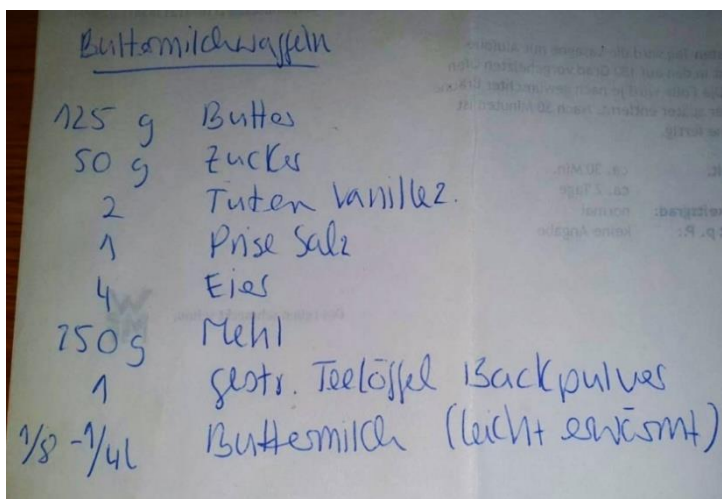 Buttermilchwaffeln
125 g Butter
50 g Zucker
2 Tüten Vanillez.
1 Prise Salz
4 Eier
250 g Mehl
1 gestr. Teelöffel Backpulver
1/8 - 1/4 l Buttermilch (leicht erwärmt)